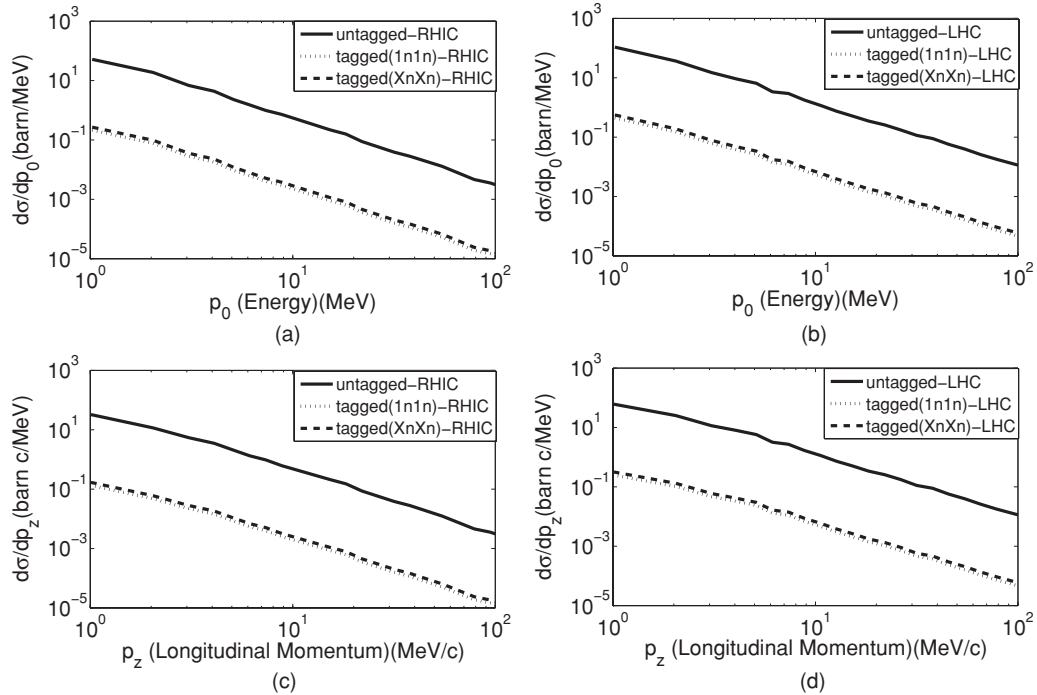 untagged−RHIC
tagged(1n1n)−RHIC
tagged(XnXn)−RHIC
10^3
10^1
10^−1
10^−3
10^−5
dσ/dp_0(barn/MeV)
10^0 10^1 10^2
p_0 (Energy)(MeV)
(a)
untagged−LHC
tagged(1n1n)−LHC
tagged(XnXn)−LHC
10^3
10^1
10^−1
10^−3
10^−5
dσ/dp_0(barn/MeV)
10^0 10^1 10^2
p_0 (Energy)(MeV)
(b)
untagged−RHIC
tagged(1n1n)−RHIC
tagged(XnXn)−RHIC
10^3
10^1
10^−1
10^−3
10^−5
dσ/dp_z(barn c/MeV)
10^0 10^1 10^2
p_z (Longitudinal Momentum)(MeV/c)
(c)
untagged−LHC
tagged(1n1n)−LHC
tagged(XnXn)−LHC
10^3
10^1
10^−1
10^−3
10^−5
dσ/dp_z(barn c/MeV)
10^0 10^1 10^2
p_z (Longitudinal Momentum)(MeV/c)
(d)